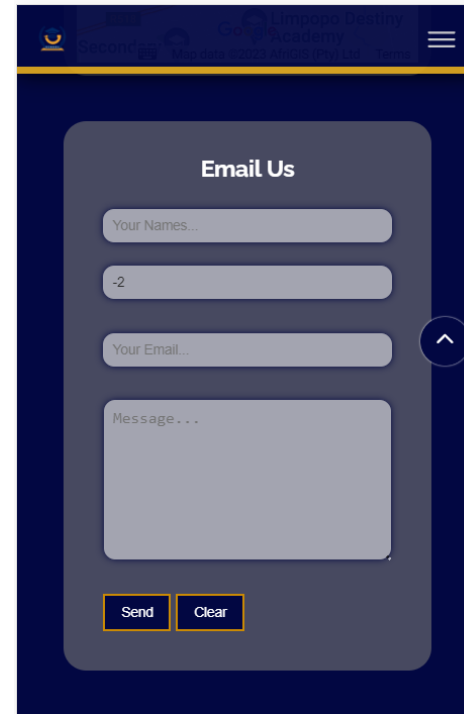 Limpopo Destiny
Academy
Map data ©2023 AfriGIS (Pty) Ltd Terms
Email Us
Your Names...
-2
Your Email...
Message...
Send Clear